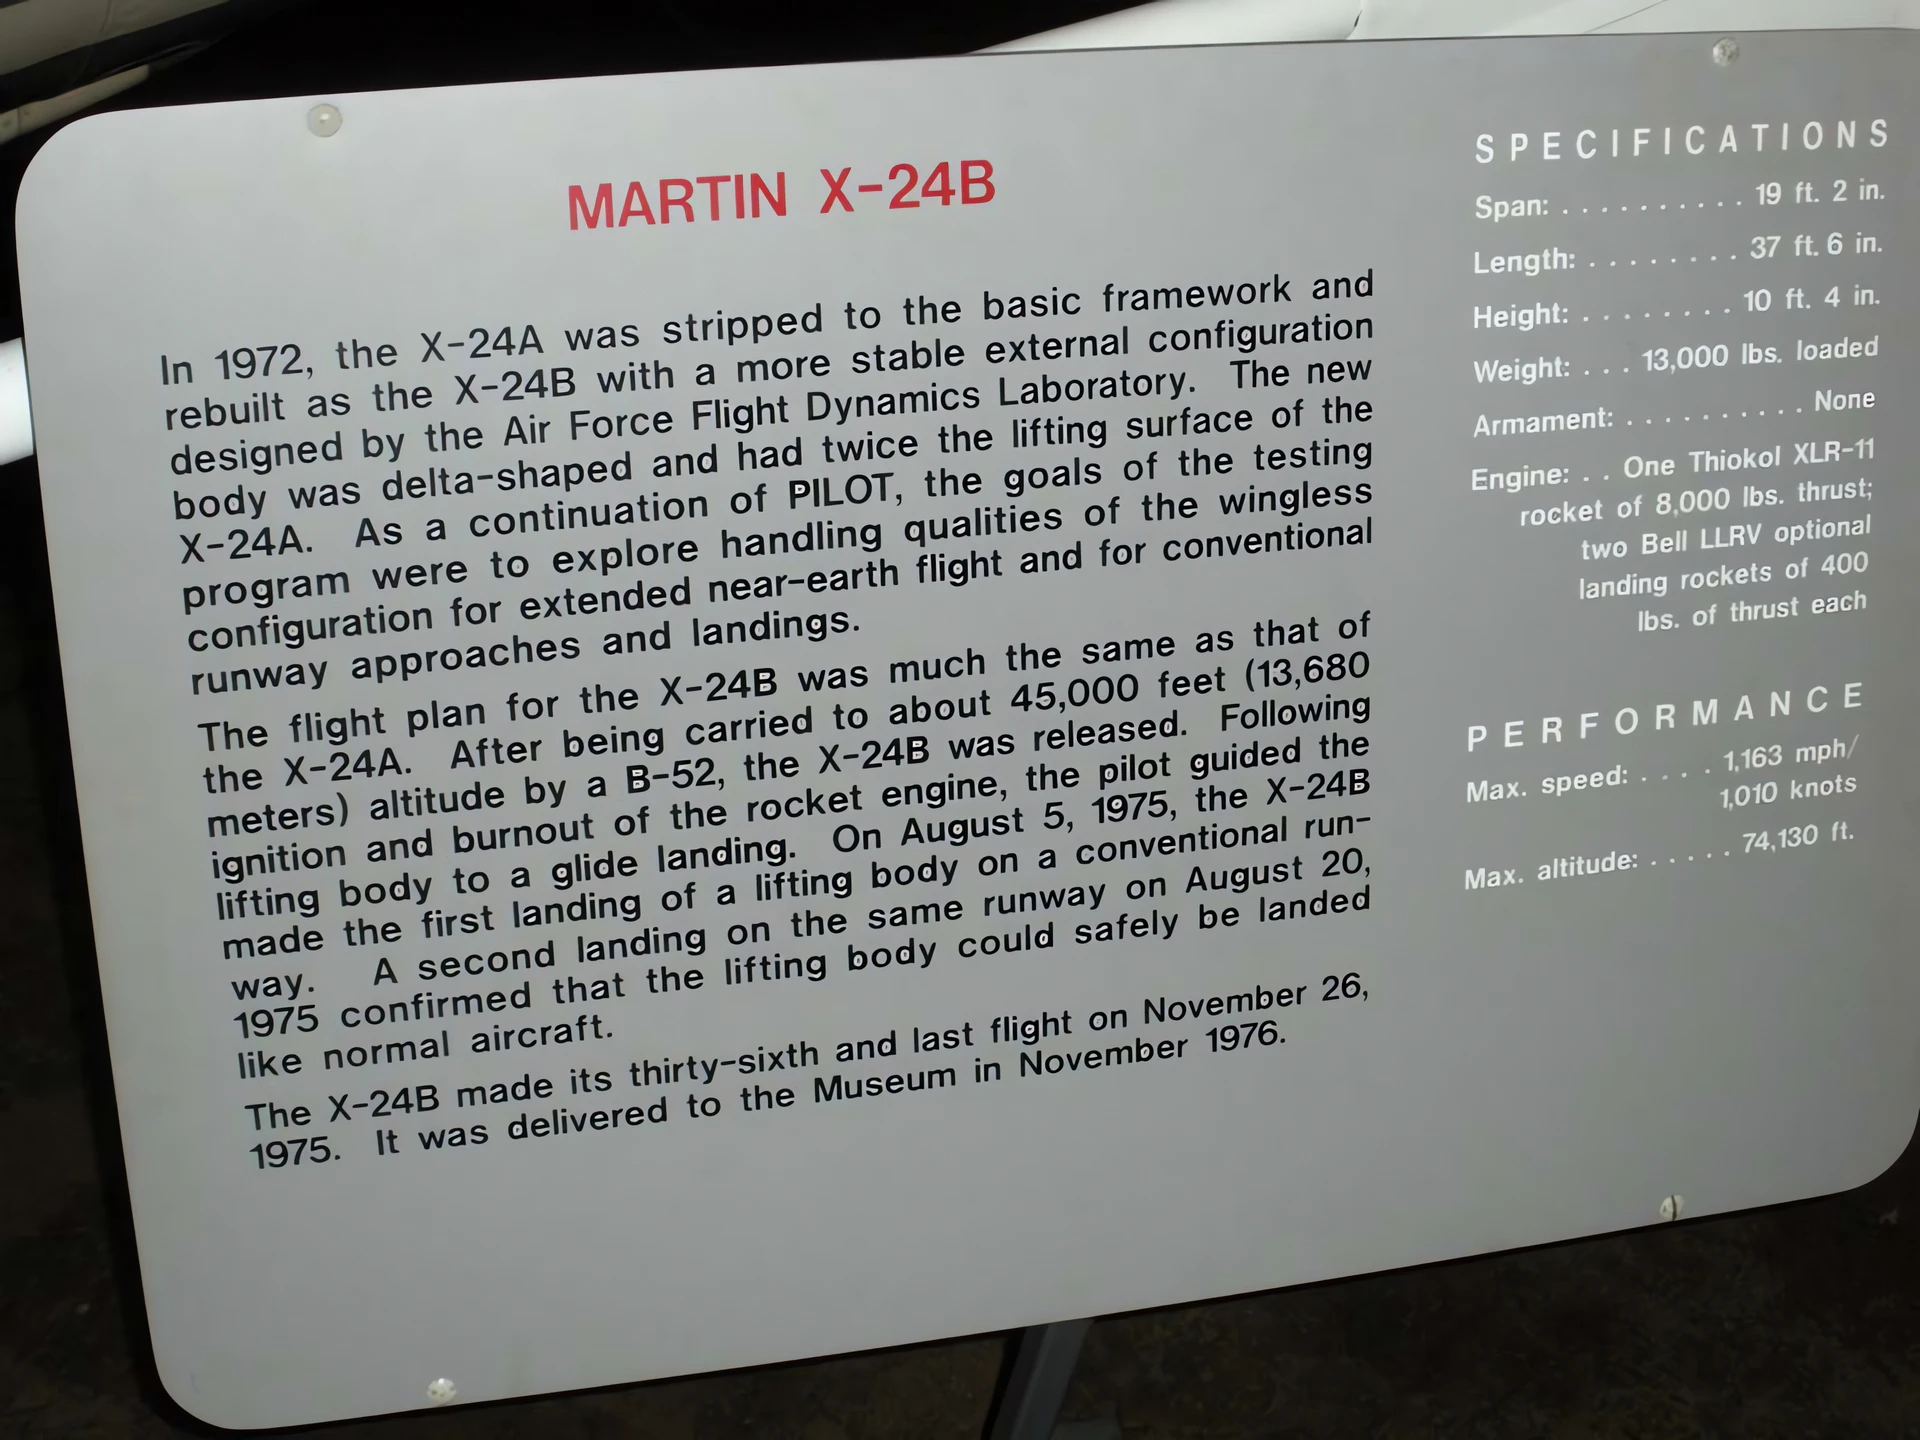 MARTIN X-24B
In 1972, the X-24A was stripped to the basic framework and
rebuilt as the X-24B with a more stable external configuration
designed by the Air Force Flight Dynamics Laboratory. The new
body was delta-shaped and had twice the lifting surface of the
X-24A. As a continuation of PILOT, the goals of the testing
program were to explore handling qualities of the wingless
configuration for extended near-earth flight and for conventional
runway approaches and landings.
The flight plan for the X-24B was much the same as that of
the X-24A. After being carried to about 45,000 feet (13,680
meters) altitude by a B-52, the X-24B was released. Following
ignition and burnout of the rocket engine, the pilot guided the
lifting body to a glide landing. On August 5, 1975, the X-24B
made the first landing of a lifting body on a conventional run-
way. A second landing on the same runway on August 20,
1975 confirmed that the lifting body could safely be landed
like normal aircraft.
The X-24B made its thirty-sixth and last flight on November 26,
1975. It was delivered to the Museum in November 1976.
SPECIFICATIONS
Span: . . . . . . . . . . 19 ft. 2 in.
Length: . . . . . . . . 37 ft. 6 in.
Height: . . . . . . . . 10 ft. 4 in.
Weight: . . . 13,000 lbs. loaded
Armament: . . . . . . . . . . None
Engine: . . One Thiokol XLR-11
rocket of 8,000 lbs. thrust;
two Bell LLRV optional
landing rockets of 400
lbs. of thrust each
PERFORMANCE
Max. speed: . . . . 1,163 mph/
1,010 knots
Max. altitude: . . . . . 74,130 ft.